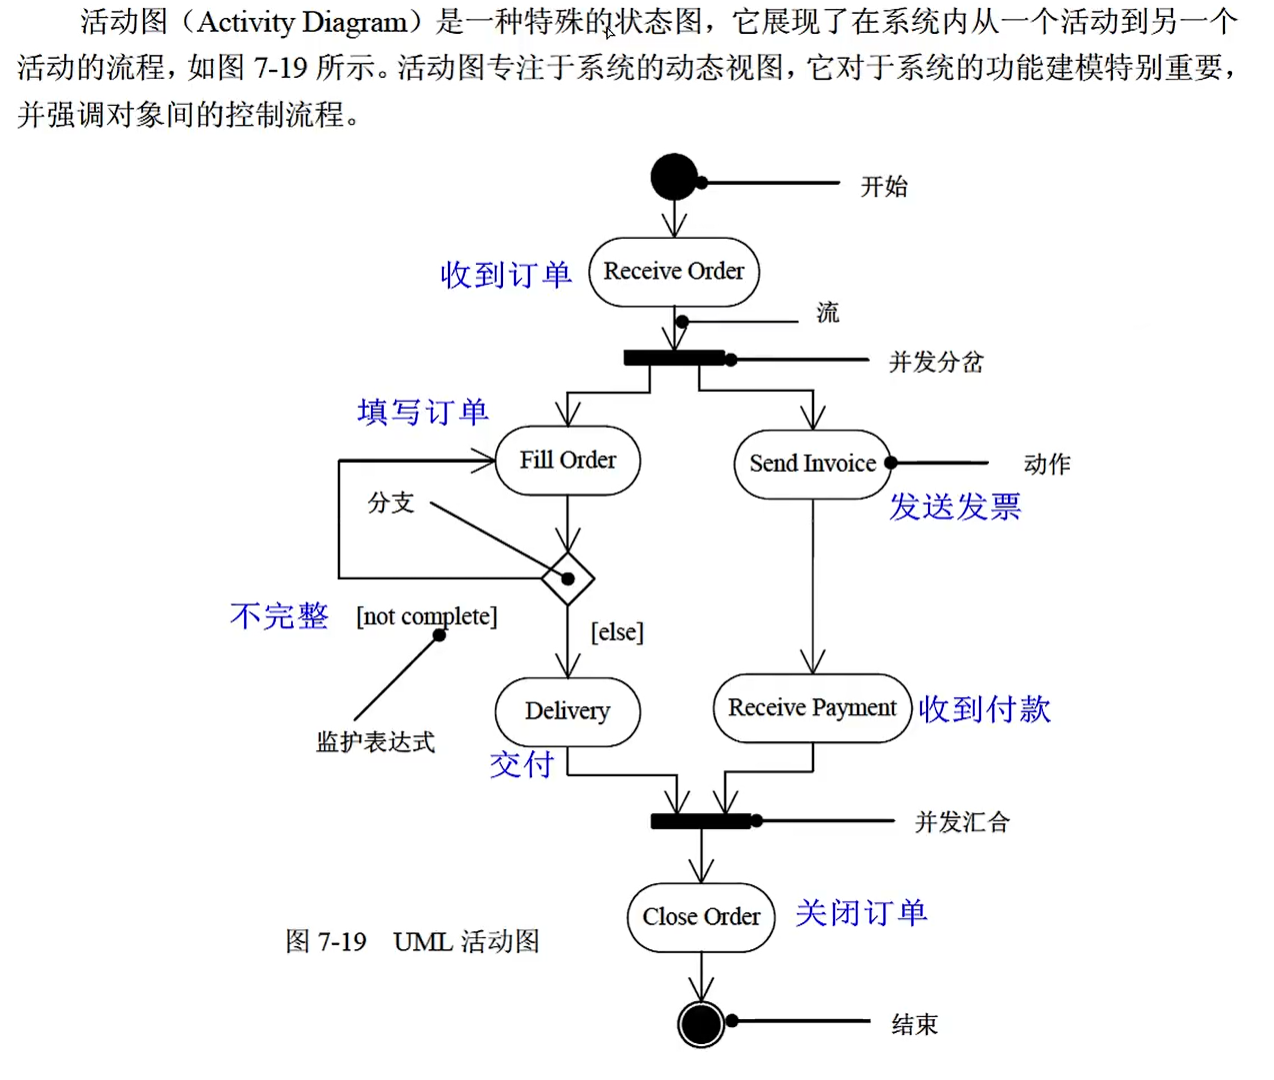 活动图（Activity Diagram）是一种特殊的状态图，它展现了在系统内从一个活动到另一个
活动的流程，如图 7-19 所示。活动图专注于系统的动态视图，它对于系统的功能建模特别重要，
并强调对象间的控制流程。
开始
收到订单
Receive Order
流
并发分岔
填写订单
Fill Order
Send Invoice
动作
分支
发送发票
不完整
[not complete]
[else]
Delivery
Receive Payment
收到付款
监护表达式
交付
并发汇合
Close Order
关闭订单
图 7-19 UML 活动图
结束